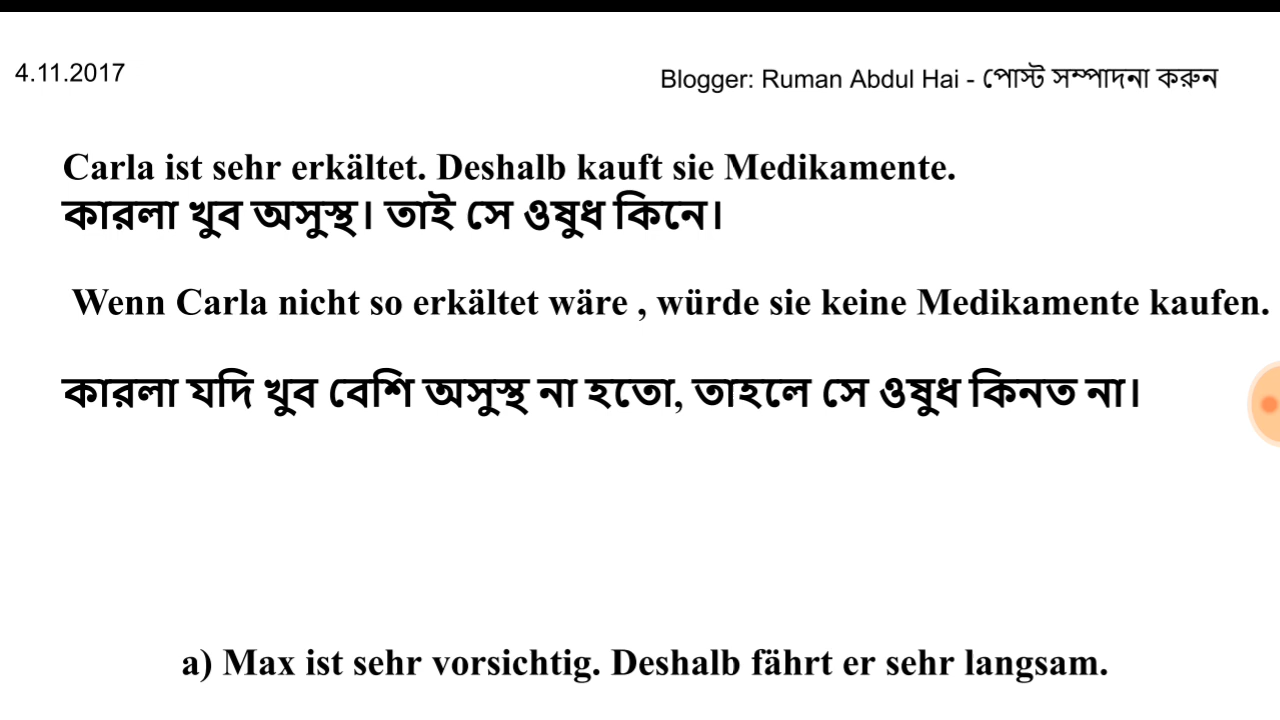 4.11.2017
Blogger: Ruman Abdul Hai - পোস্ট সম্পাদনা করুন
Carla ist sehr erkältet. Deshalb kauft sie Medikamente.
কারলা খুব অসুস্থ। তাই সে ওষুধ কিনে।
Wenn Carla nicht so erkältet wäre , würde sie keine Medikamente kaufen.
কারলা যদি খুব বেশি অসুস্থ না হতো, তাহলে সে ওষুধ কিনত না।
a) Max ist sehr vorsichtig. Deshalb fährt er sehr langsam.